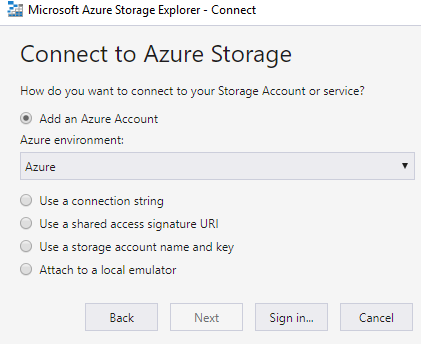 Microsoft Azure Storage Explorer - Connect
Connect to Azure Storage
How do you want to connect to your Storage Account or service?
Add an Azure Account
Azure environment:
Azure
Use a connection string
Use a shared access signature URI
Use a storage account name and key
Attach to a local emulator
Back Next Sign in... Cancel